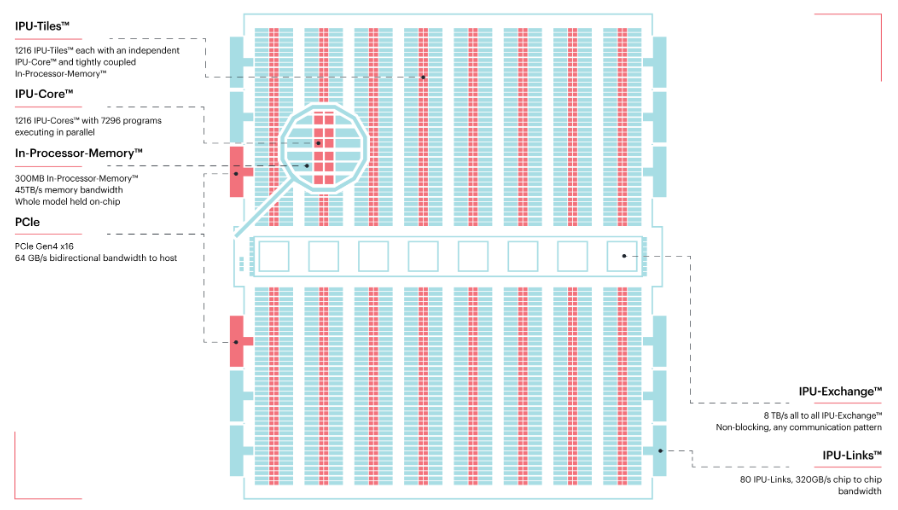 IPU-Tiles™
1216 IPU-Tiles™ each with an independent
IPU-Core™ and tightly coupled
In-Processor-Memory™
IPU-Core™
1216 IPU-Cores™ with 7296 programs
executing in parallel
In-Processor-Memory™
300MB In-Processor-Memory™
45TB/s memory bandwidth
Whole model held on-chip
PCIe
PCIe Gen4 x16
64 GB/s bidirectional bandwidth to host
IPU-Exchange™
8 TB/s all to all IPU-Exchange™
Non-blocking, any communication pattern
IPU-Links™
80 IPU-Links, 320GB/s chip to chip
bandwidth